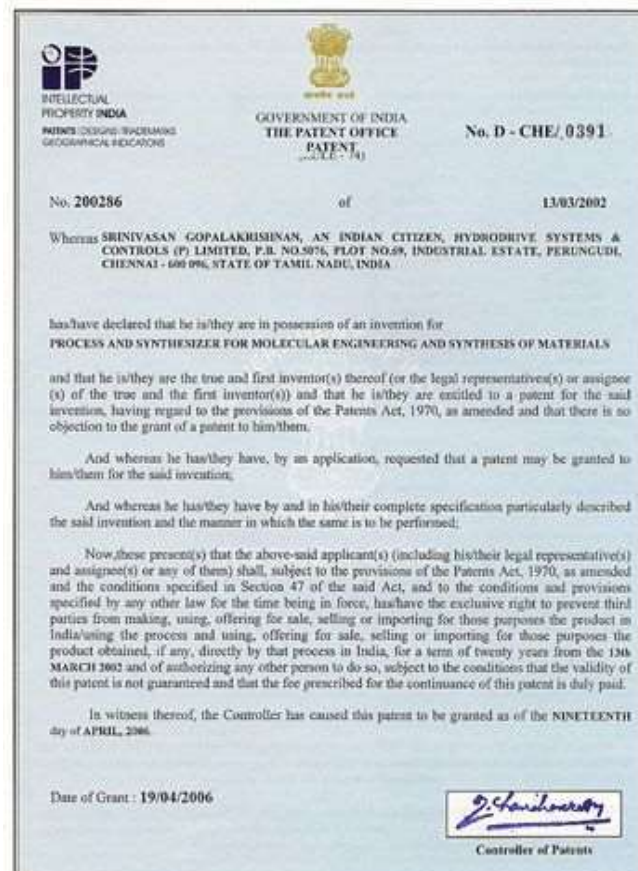 INTELLECTUAL
PROPERTY INDIA
PATENTS | DESIGNS | TRADEMARKS
GEOGRAPHICAL INDICATIONS
GOVERNMENT OF INDIA
THE PATENT OFFICE
PATENT
No. D - CHE/ 0391
No. 200286 of 13/03/2002
Whereas SRINIVASAN GOPALAKRISHNAN, AN INDIAN CITIZEN, HYDRODRIVE SYSTEMS &
CONTROLS (P) LIMITED, P.B. NO.5076, PLOT NO.69, INDUSTRIAL ESTATE, PERUNGUDI,
CHENNAI - 600 096, STATE OF TAMIL NADU, INDIA
has/have declared that he is/they are in possession of an invention for
PROCESS AND SYNTHESIZER FOR MOLECULAR ENGINEERING AND SYNTHESIS OF MATERIALS
and that he is/they are the true and first inventor(s) thereof (or the legal representatives(s) or assignee
(s) of the true and the first inventor(s)) and that he is/they are entitled to a patent for the said
invention, having regard to the provisions of the Patents Act, 1970, as amended and that there is no
objection to the grant of a patent to him/them.
And whereas he has/they have, by an application, requested that a patent may be granted to
him/them for the said invention;
And whereas he has/they have by and in his/their complete specification particularly described
the said invention and the manner in which the same is to be performed;
Now,these present(s) that the above-said applicant(s) (including his/their legal representative(s)
and assignee(s) or any of them) shall, subject to the provisions of the Patents Act, 1970, as amended
and the conditions specified in Section 47 of the said Act, and to the conditions and provisions
specified by any other law for the time being in force, has/have the exclusive right to prevent third
parties from making, using, offering for sale, selling or importing for those purposes the product in
India/using the process and using, offering for sale, selling or importing for those purposes the
product obtained, if any, directly by that process in India, for a term of twenty years from the 13th
MARCH 2002 and of authorizing any other person to do so, subject to the conditions that the validity of
this patent is not guaranteed and that the fee prescribed for the continuance of this patent is duly paid.
In witness thereof, the Controller has caused this patent to be granted as of the NINETEENTH
day of APRIL, 2006.
Date of Grant : 19/04/2006
Controller of Patents